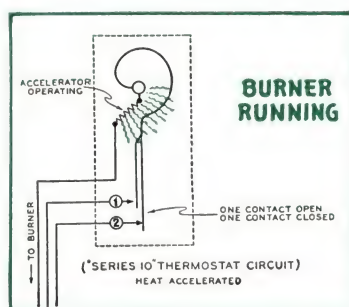 BURNER
RUNNING
ACCELERATOR
OPERATING
1
2
ONE CONTACT OPEN
ONE CONTACT CLOSED
TO BURNER
("SERIES 10" THERMOSTAT CIRCUIT)
HEAT ACCELERATED